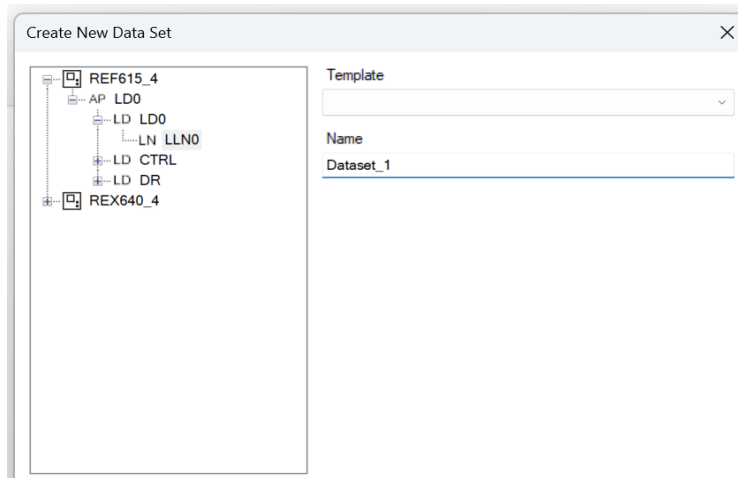 Create New Data Set
REF615_4
AP LD0
LD LD0
LN LLN0
LD CTRL
LD DR
REX640_4
Template
Name
Dataset_1